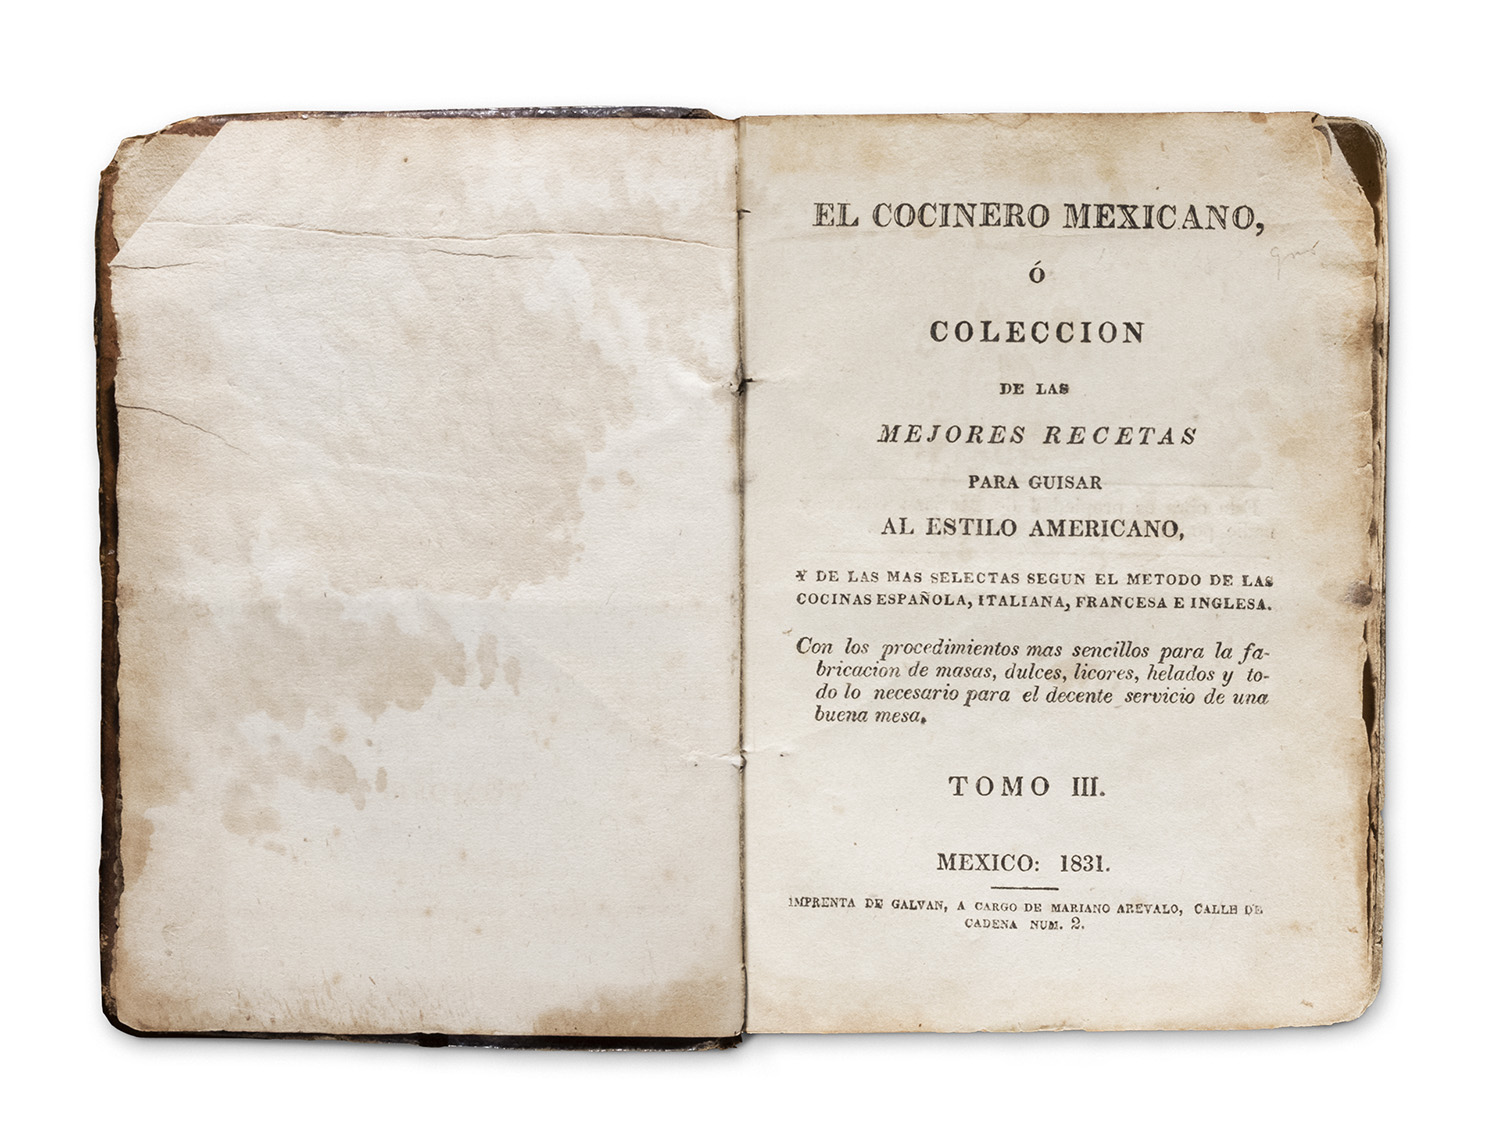 EL COCINERO MEXICANO,
Ó
COLECCION
DE LAS
MEJORES RECETAS
PARA GUISAR
AL ESTILO AMERICANO,
Y DE LAS MAS SELECTAS SEGUN EL METODO DE LAS
COCINAS ESPAÑOLA, ITALIANA, FRANCESA E INGLESA.
Con los procedimientos mas sencillos para la fa-
bricacion de masas, dulces, licores, helados y to-
do lo necesario para el decente servicio de una
buena mesa.
TOMO III.
MEXICO: 1831.
IMPRENTA DE GALVAN, A CARGO DE MARIANO AREVALO, CALLE DE
CADENA NUM. 2.